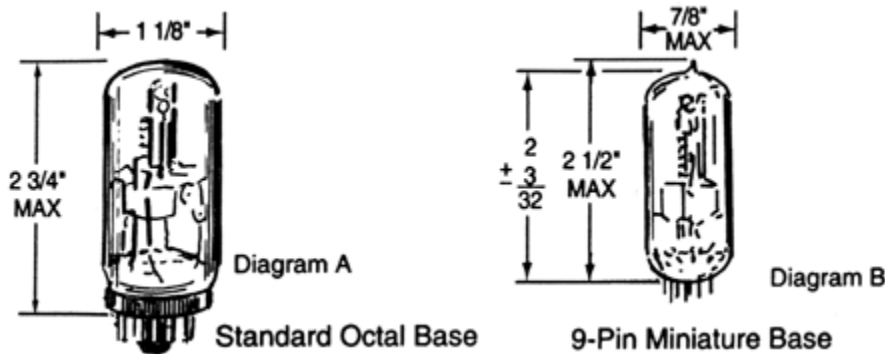 1 1/8"
2 3/4"
MAX
Diagram A
Standard Octal Base
7/8"
MAX
2
± 3
32
2 1/2"
MAX
Diagram B
9-Pin Miniature Base